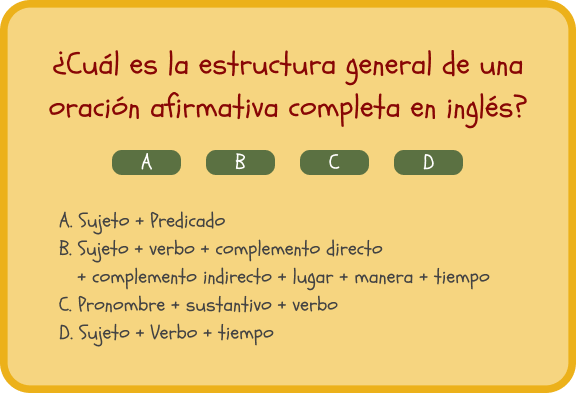 ¿Cuál es la estructura general de una
oración afirmativa completa en inglés?
A B C D
A. Sujeto + Predicado
B. Sujeto + verbo + complemento directo
+ complemento indirecto + lugar + manera + tiempo
C. Pronombre + sustantivo + verbo
D. Sujeto + Verbo + tiempo